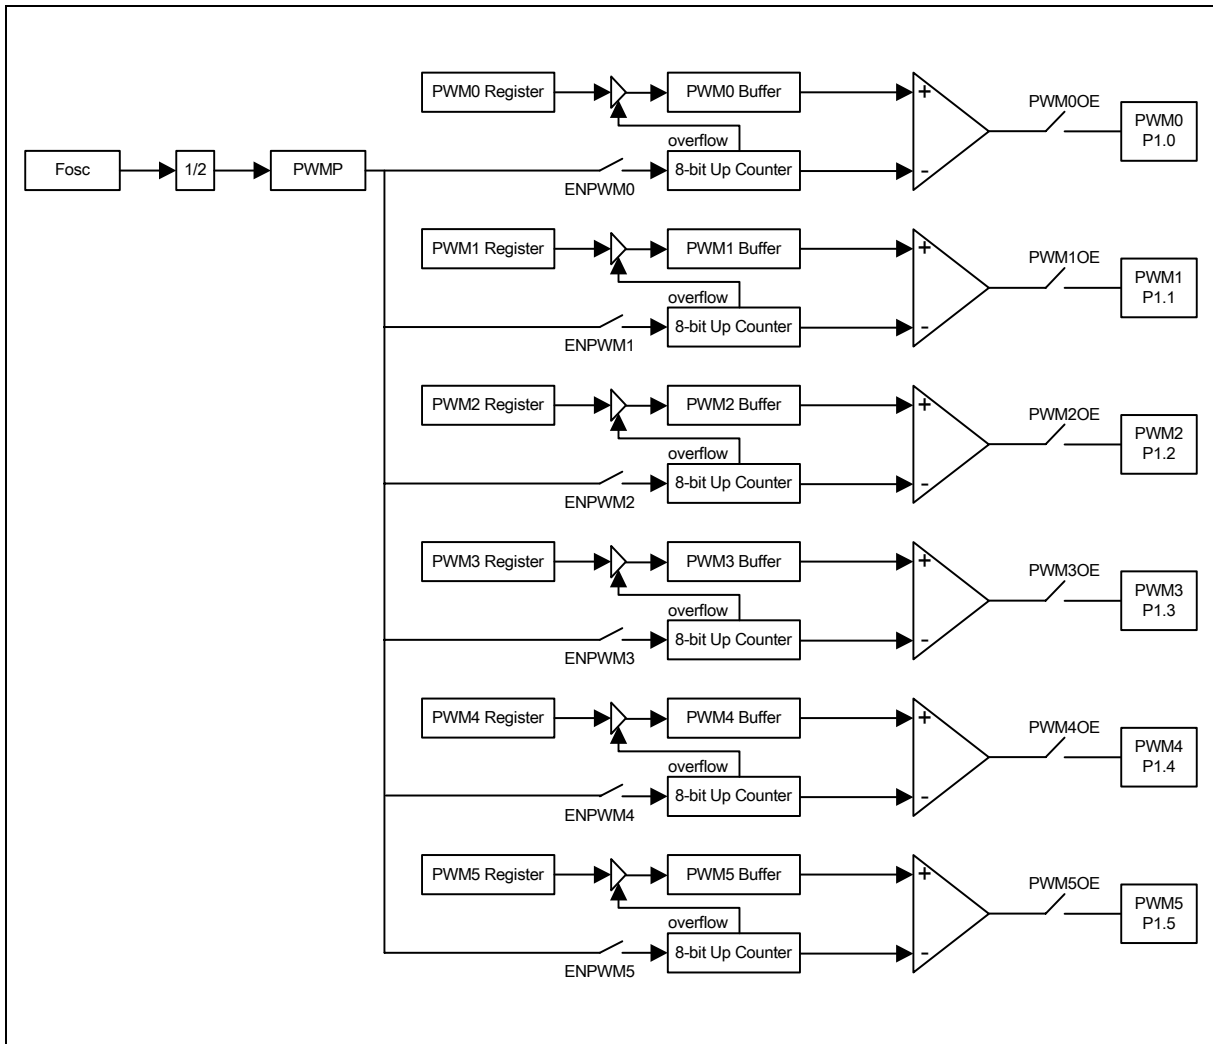 PWM0 Register
PWM0 Buffer
+
PWM0OE
PWM0
P1.0
overflow
Fosc
1/2
PWMP
ENPWM0
8-bit Up Counter
-
PWM1 Register
PWM1 Buffer
+
PWM1OE
PWM1
P1.1
overflow
ENPWM1
8-bit Up Counter
-
PWM2 Register
PWM2 Buffer
+
PWM2OE
PWM2
P1.2
overflow
ENPWM2
8-bit Up Counter
-
PWM3 Register
PWM3 Buffer
+
PWM3OE
PWM3
P1.3
overflow
ENPWM3
8-bit Up Counter
-
PWM4 Register
PWM4 Buffer
+
PWM4OE
PWM4
P1.4
overflow
ENPWM4
8-bit Up Counter
-
PWM5 Register
PWM5 Buffer
+
PWM5OE
PWM5
P1.5
overflow
ENPWM5
8-bit Up Counter
-